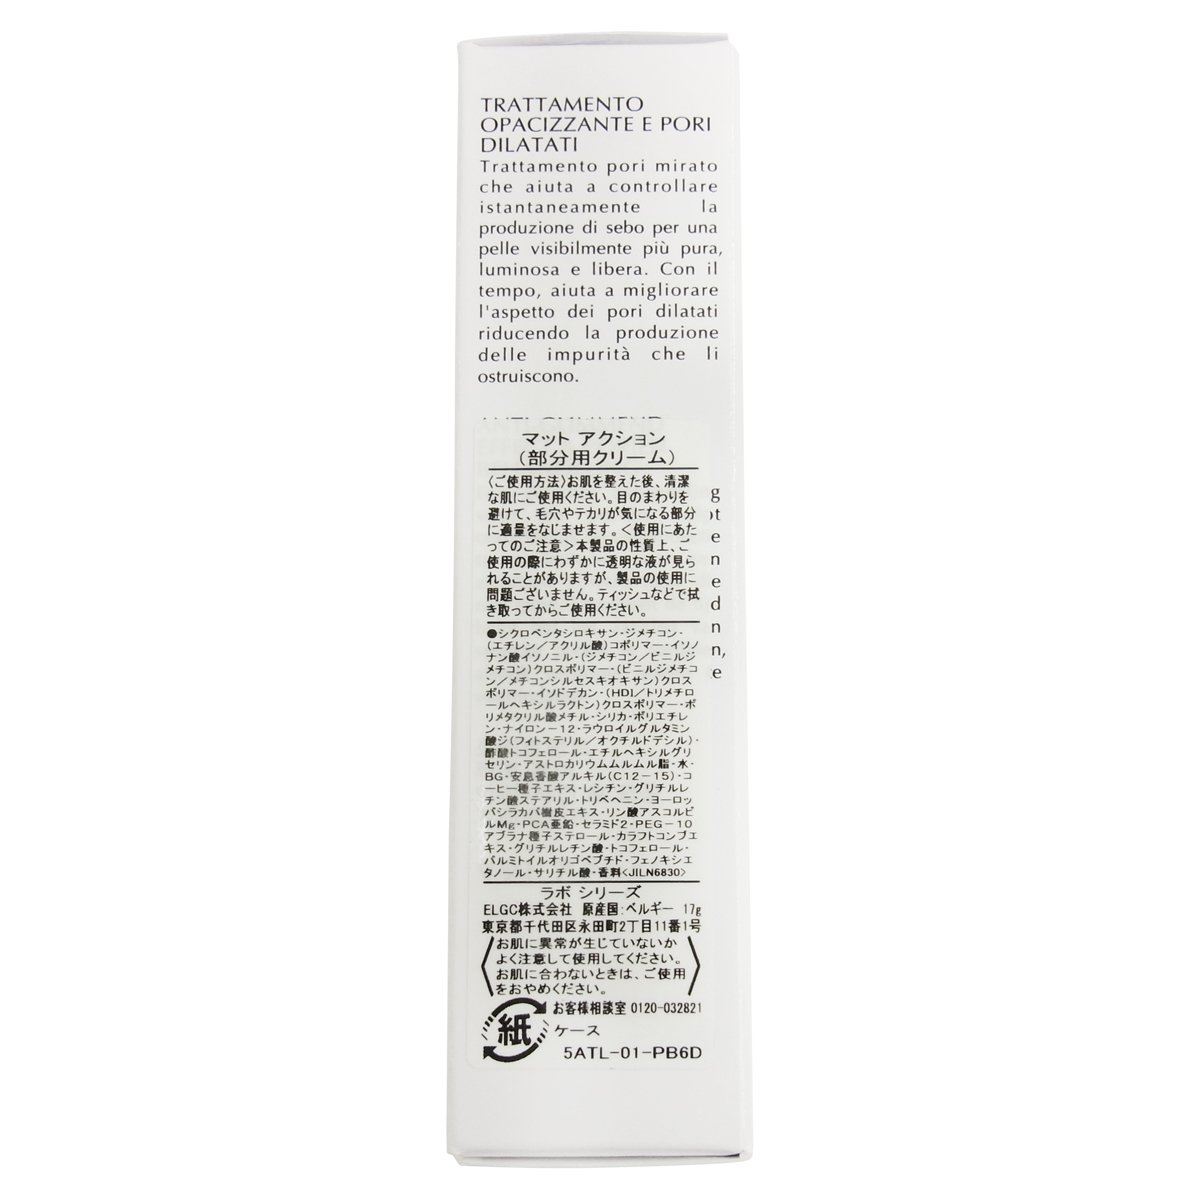 TRATTAMENTO
OPACIZZANTE E PORI
DILATATI
Trattamento pori mirato
che aiuta a controllare
istantaneamente la
produzione di sebo per una
pelle visibilmente più pura,
luminosa e libera. Con il
tempo, aiuta a migliorare
l'aspetto dei pori dilatati
riducendo la produzione
delle impurità che li
ostruiscono.
マット アクション
(部分用クリーム)
〈ご使用方法〉お肌を整えた後、清潔
な肌にご使用ください。目のまわりを
避けて、毛穴やテカリが気になる部分
に適量をなじませます。<使用にあた
ってのご注意>本製品の性質上、ご
使用の際にわずかに透明な液が見ら
れることがありますが、製品の使用に
問題ございません。ティッシュなどで拭
き取ってからご使用ください。
●シクロペンタシロキサン・ジメチコン・
(エチレン/アクリル酸)コポリマー・イソノ
ナン酸イソノニル・(ジメチコン/ビニルジ
メチコン)クロスポリマー・(ビニルジメチコ
ン/メチコンシルセスキオキサン)クロス
ポリマー・イソドデカン・(HDI/トリメチロ
ールヘキシルラクトン)クロスポリマー・ポ
リメタクリル酸メチル・シリカ・ポリエチレ
ン・ナイロン-12・ラウロイルグルタミン
酸ジ(フィトステリル/オクチルドデシル)・
酢酸トコフェロール・エチルヘキシルグリ
セリン・アストロカリウムムルムル脂・水・
BG・安息香酸アルキル(C12-15)・コ
ーヒー種子エキス・レシチン・グリチルレ
チン酸ステアリル・トリベヘニン・ヨーロッ
パシラカバ樹皮エキス・リン酸アスコルビ
ルMg・PCA亜鉛・セラミド2・PEG-10
アブラナ種子ステロール・カラフトコンブエ
キス・グリチルレチン酸・トコフェロール・
パルミトイルオリゴペプチド・フェノキシエ
タノール・サリチル酸・香料<JILN6830>
ラボ シリーズ
ELGC株式会社 原産国:ベルギー 17g
東京都千代田区永田町2丁目11番1号
お肌に異常が生じていないか
よく注意して使用してください。
お肌に合わないときは、ご使用
をおやめください。
お客様相談室 0120-032821
紙 ケース
5ATL-01-PB6D